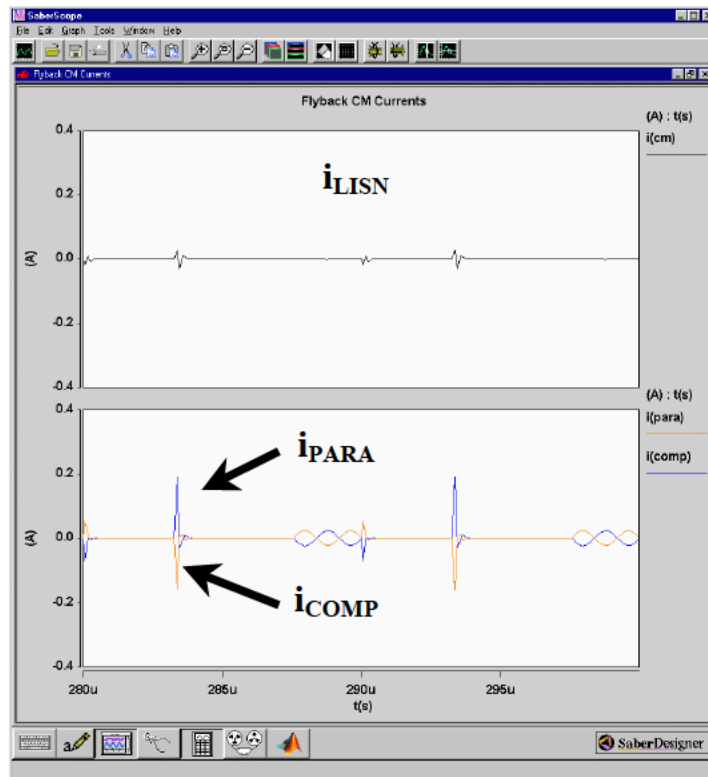 SaberScope
File Edit Graph Tools Window Help
Flyback CM Currents
Flyback CM Currents
0.4
0.2
0.0
-0.2
-0.4
(A)
i_LISN
(A) : t(s)
i(cm)
0.4
0.2
0.0
-0.2
-0.4
(A)
i_PARA
i_COMP
(A) : t(s)
i(para)
i(comp)
280u 285u 290u 295u
t(s)
a
SaberDesigner